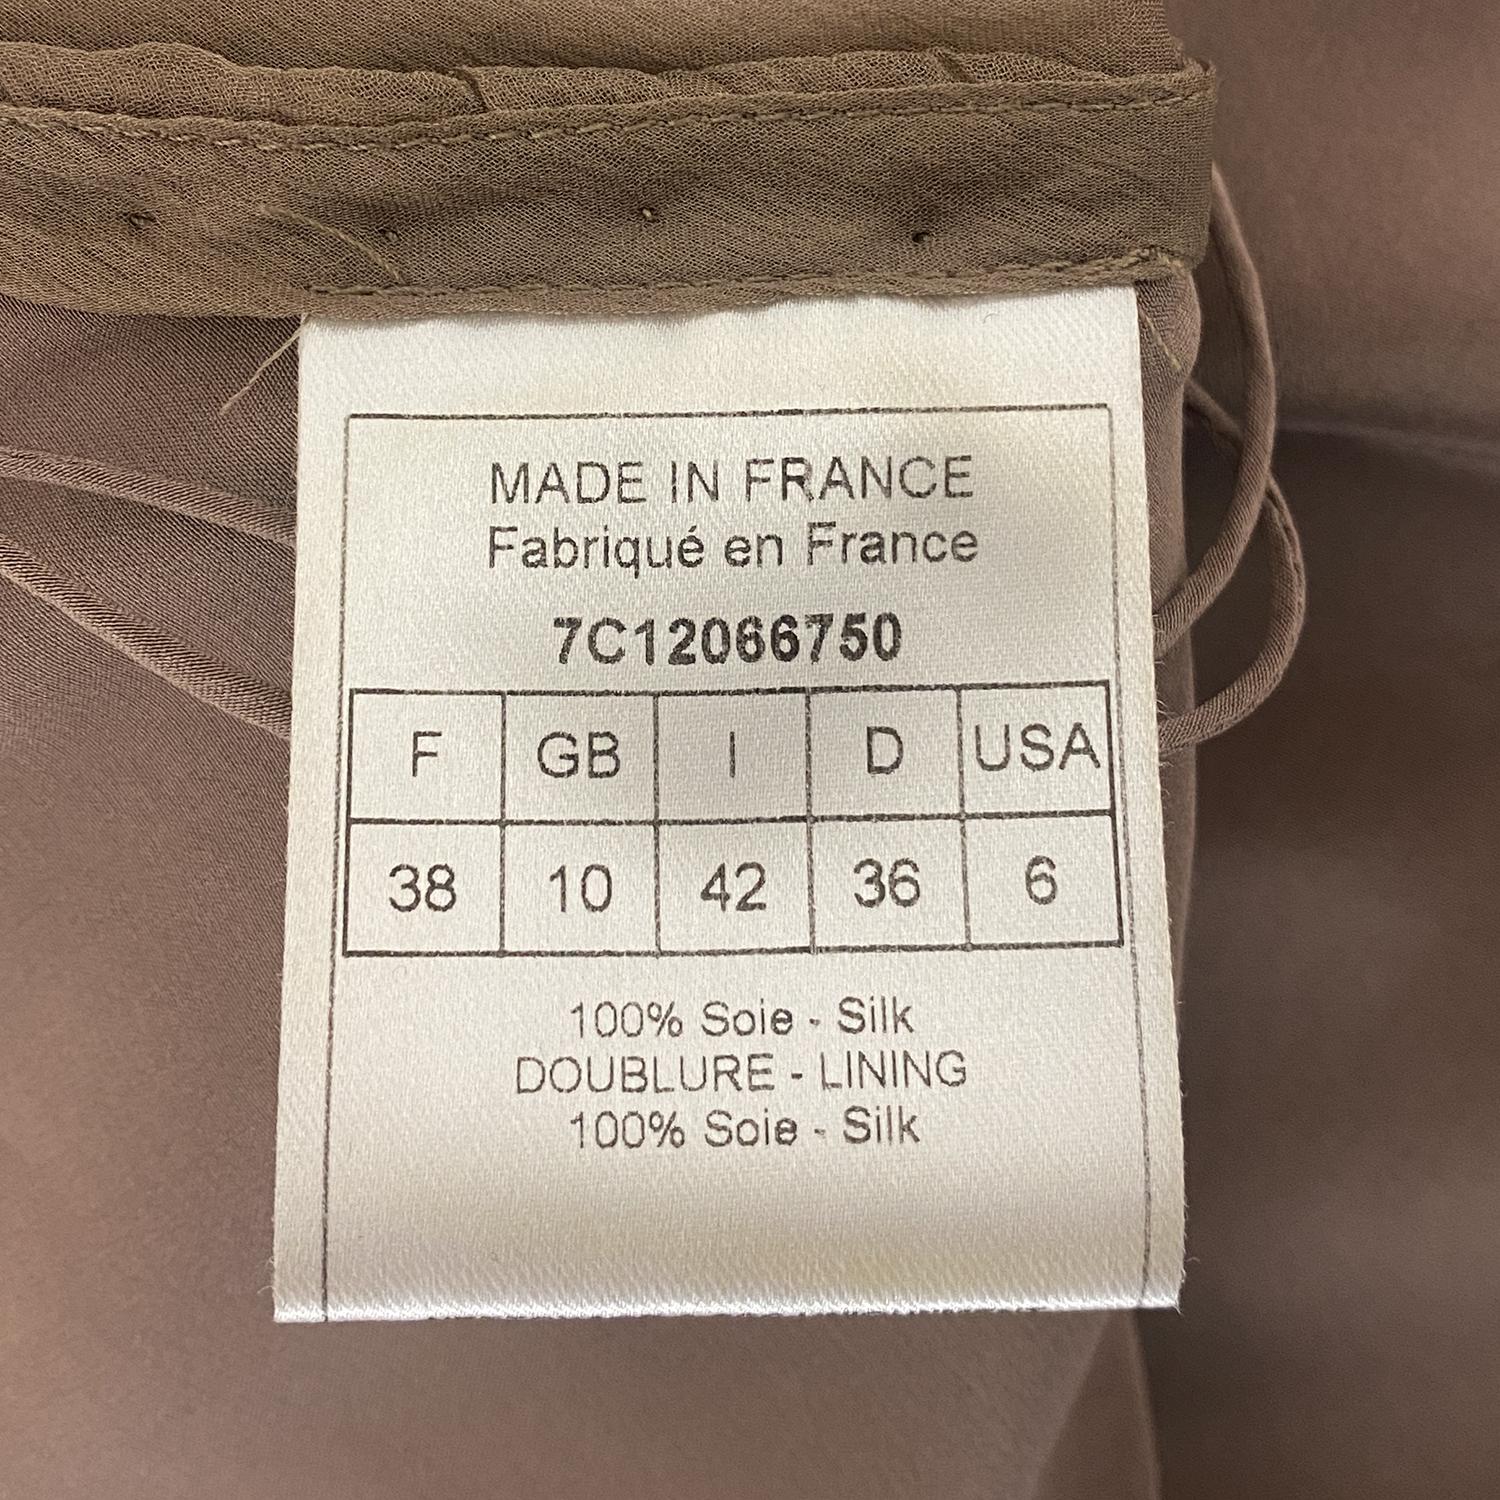 MADE IN FRANCE
Fabriqué en France
7C12066750
F GB I D USA
38 10 42 36 6
100% Soie - Silk
DOUBLURE - LINING
100% Soie - Silk